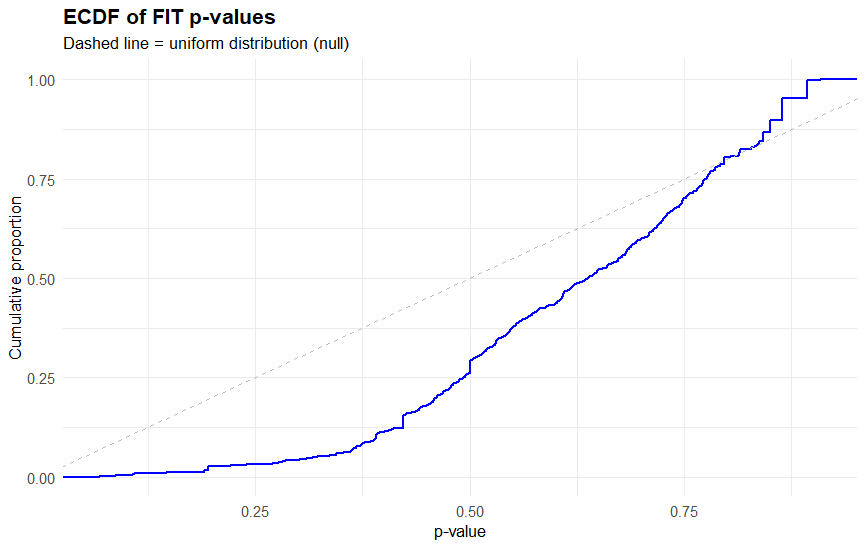 ECDF of FIT p-values
Dashed line = uniform distribution (null)
Cumulative proportion
1.00
0.75
0.50
0.25
0.00
0.25
0.50
0.75
p-value